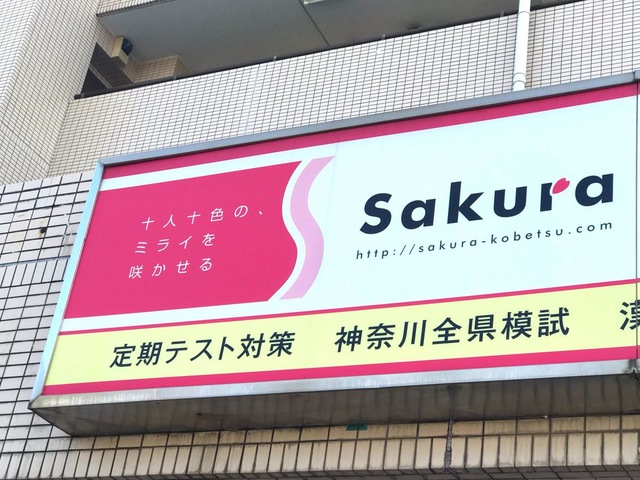 十人十色の、
ミライを
咲かせる
Sakura
http://sakura-kobetsu.com
定期テスト対策 神奈川全県模試